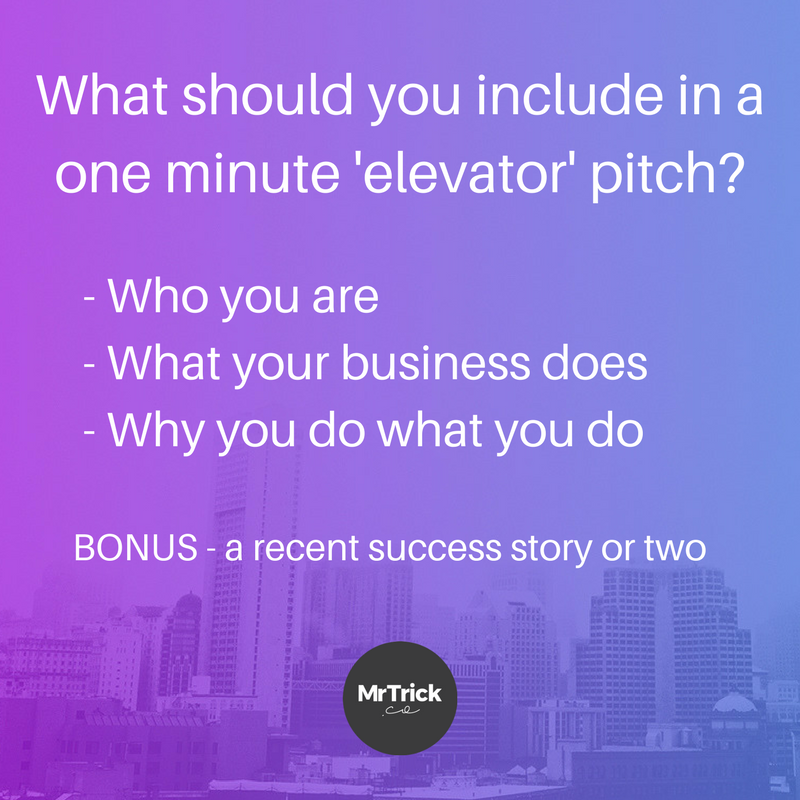 What should you include in a
one minute 'elevator' pitch?
- Who you are
- What your business does
- Why you do what you do
BONUS - a recent success story or two
MrTrick
.co